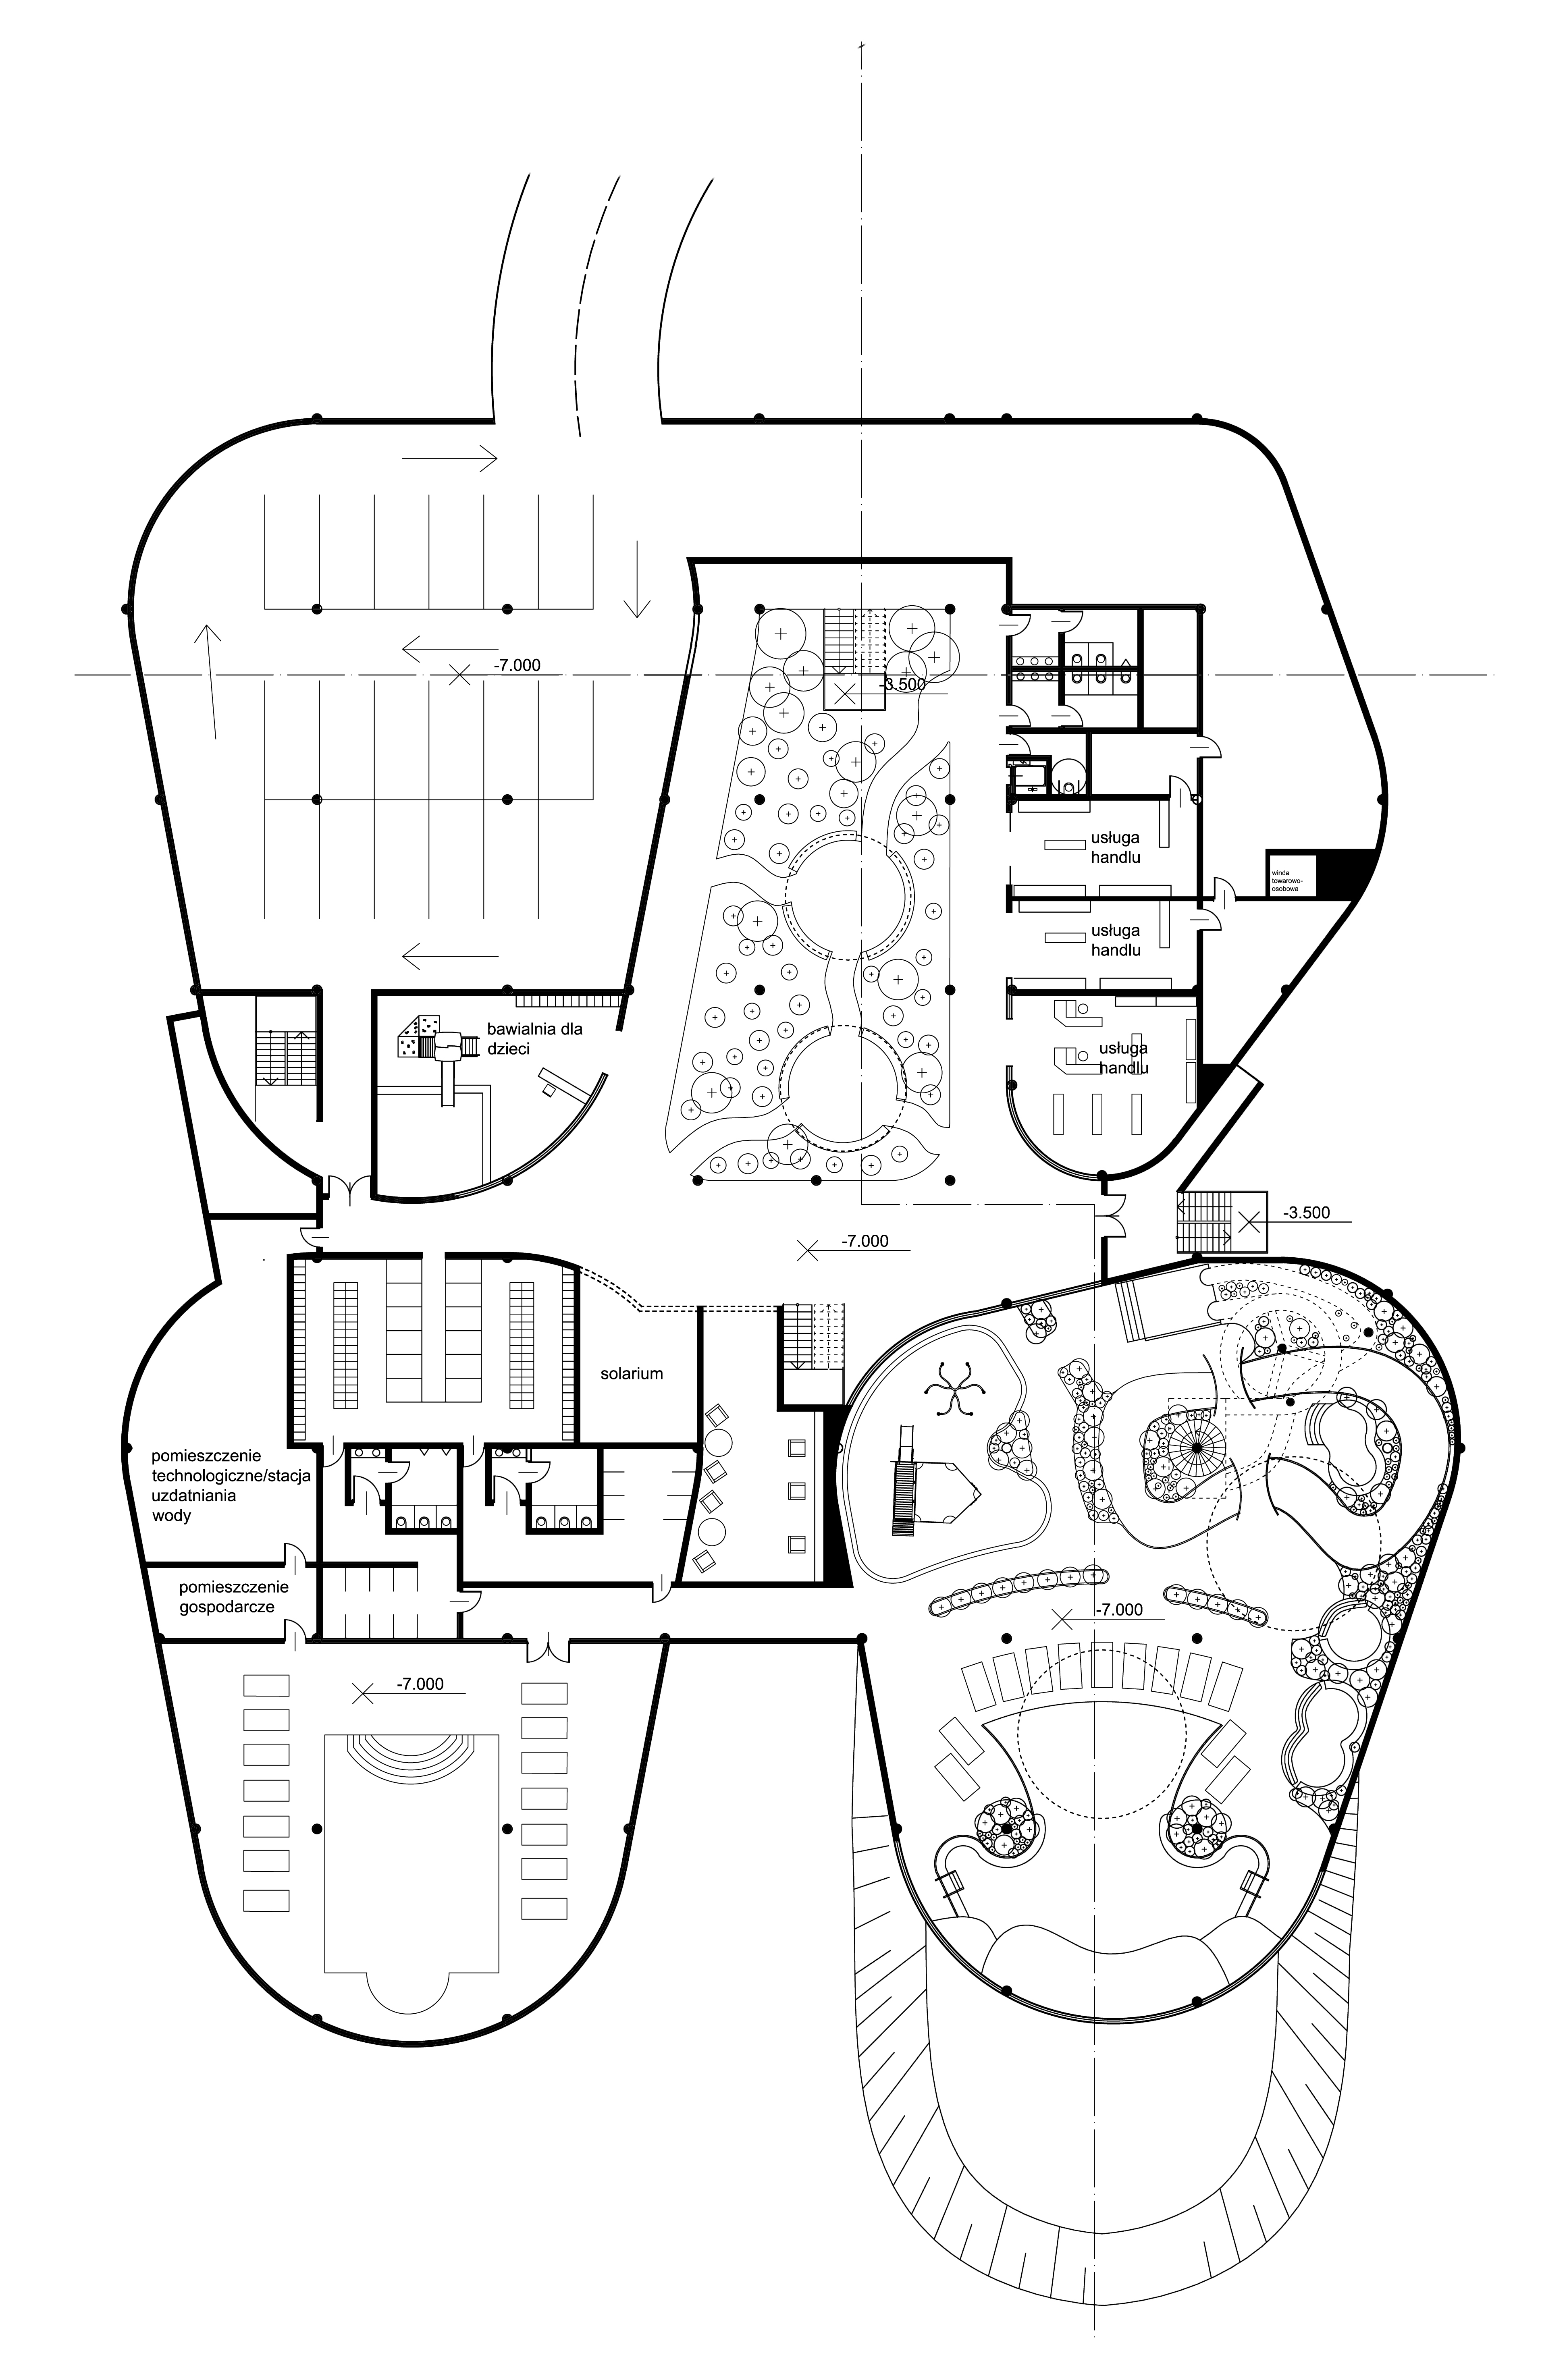 -7.000
-3.500
usługa
handlu
winda
towarowo-
osobowa
usługa
handlu
bawialnia dla
dzieci
usługa
handlu
-3.500
-7.000
solarium
pomieszczenie
technologiczne/stacja
uzdatniania
wody
pomieszczenie
gospodarcze
-7.000
-7.000